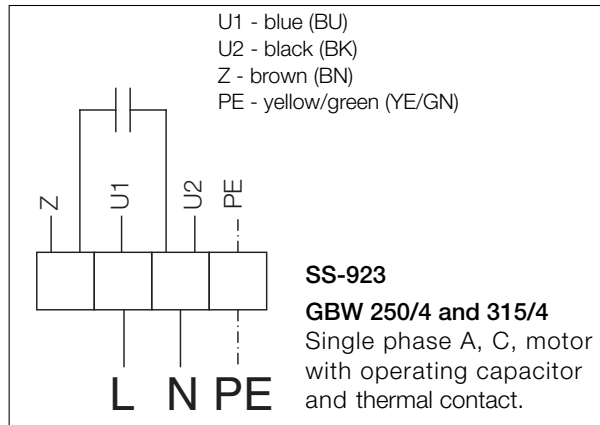 U1 - blue (BU)
U2 - black (BK)
Z - brown (BN)
PE - yellow/green (YE/GN)
Z U1 U2 PE
L N PE
SS-923
GBW 250/4 and 315/4
Single phase A, C, motor
with operating capacitor
and thermal contact.